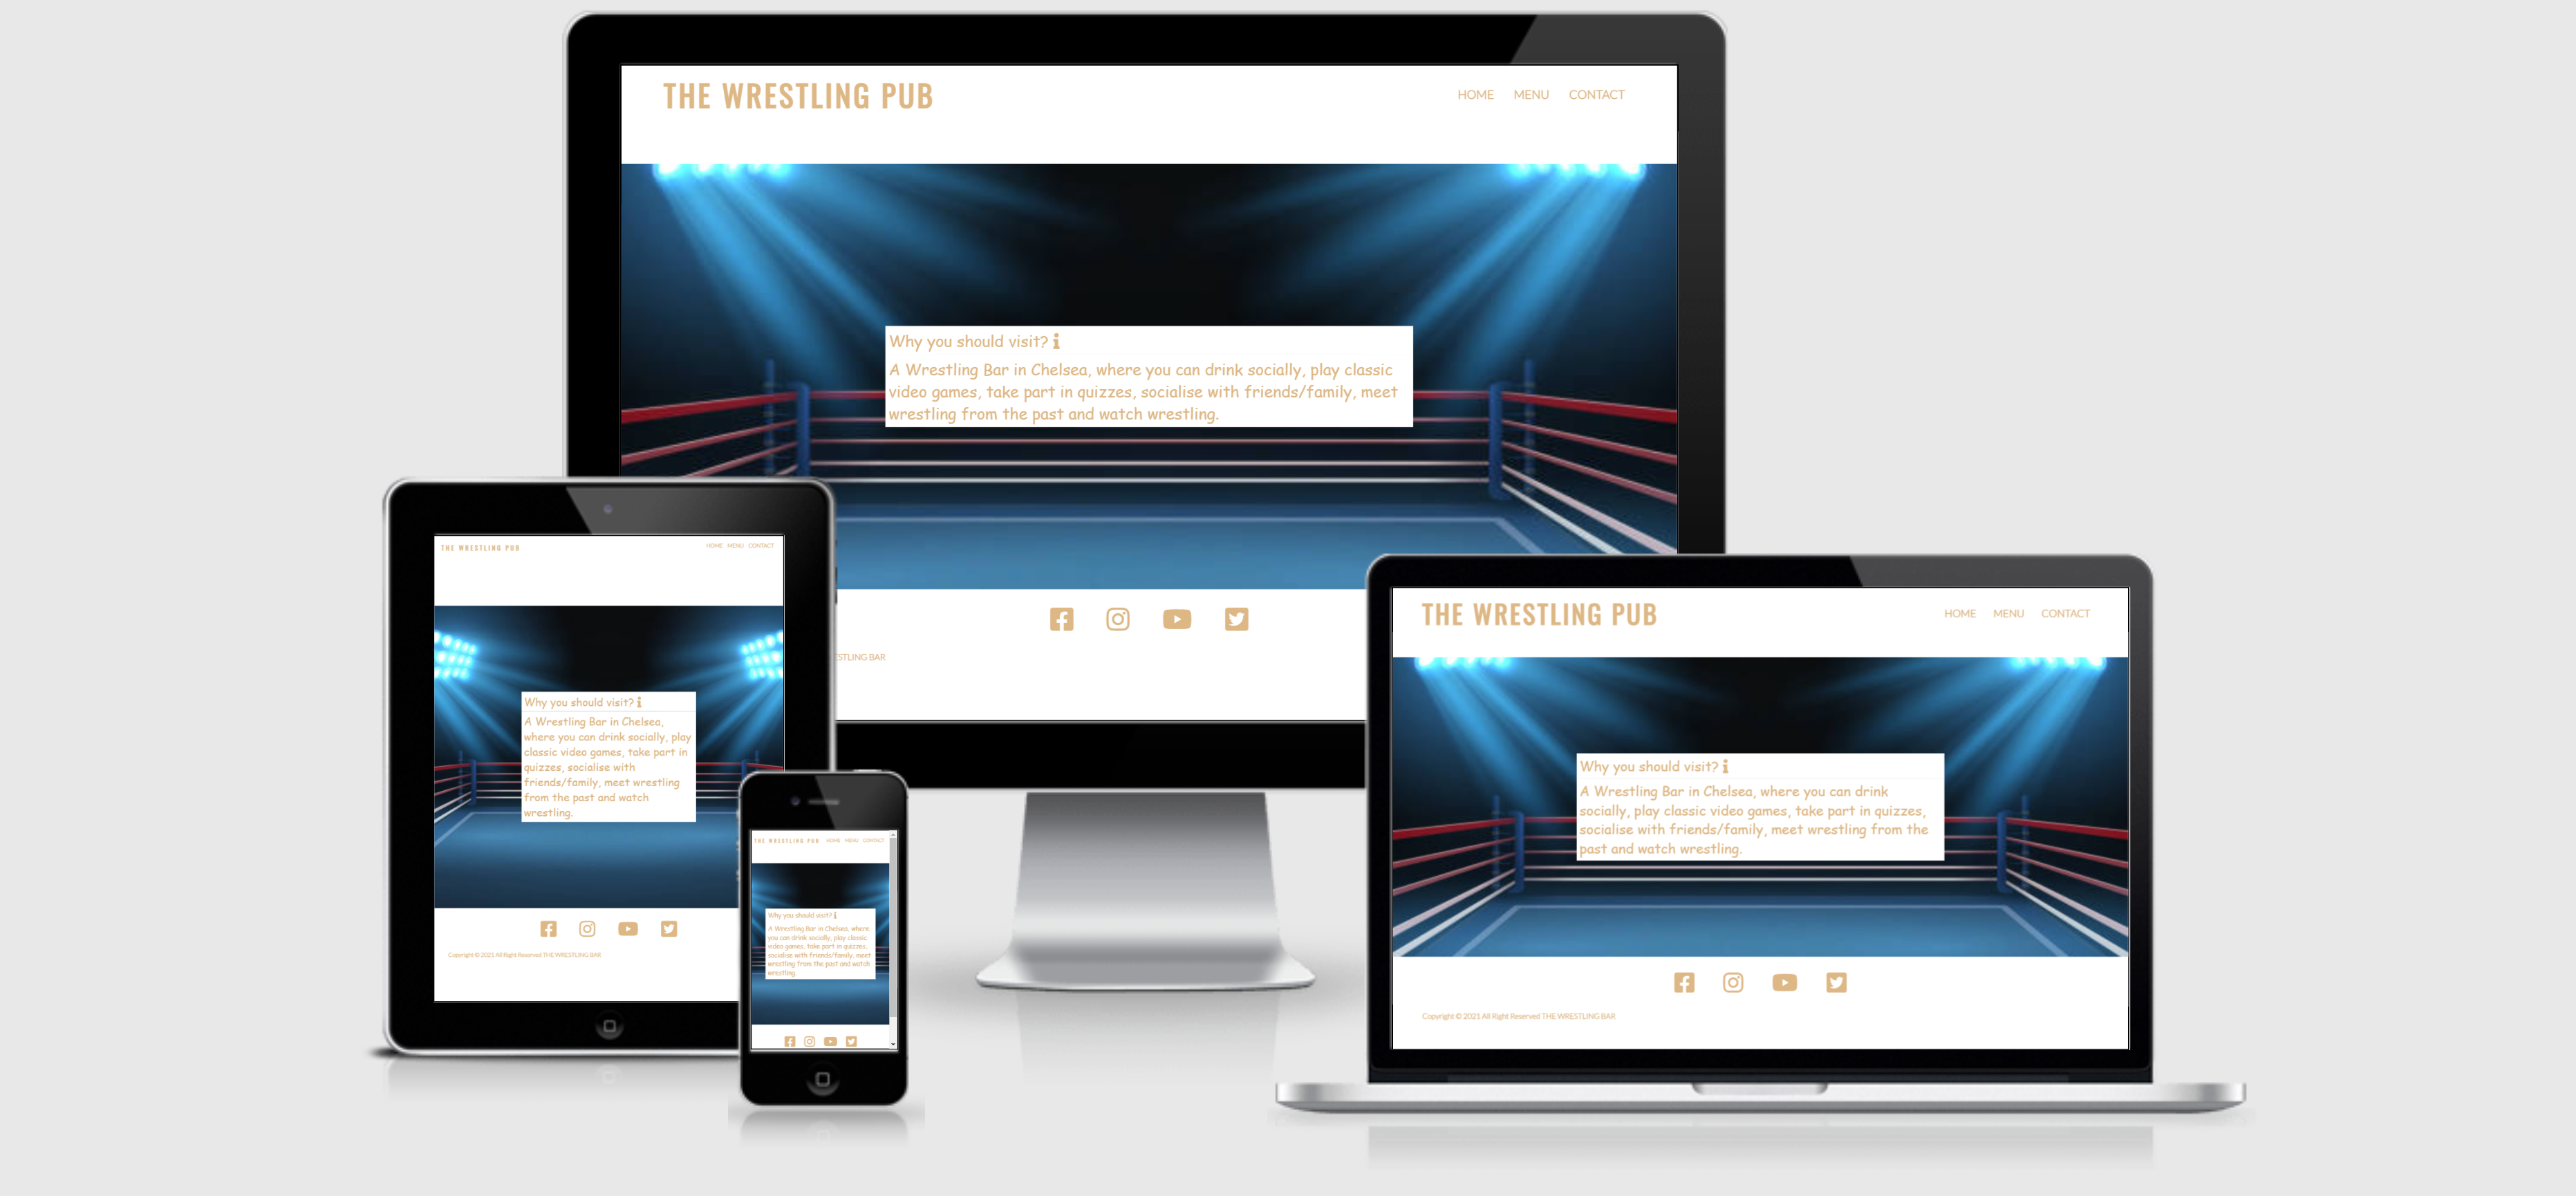 THE WRESTLING PUB
HOME MENU CONTACT
Why you should visit?
A Wrestling Bar in Chelsea, where you can drink socially, play classic
video games, take part in quizzes, socialise with friends/family, meet
wrestling from the past and watch wrestling.
ESTLING BAR
THE WRESTLING PUB
HOME MENU CONTACT
Why you should visit?
A Wrestling Bar in Chelsea,
where you can drink socially, play
classic video games, take part in
quizzes, socialise with
friends/family, meet wrestling
from the past and watch
wrestling.
Copyright © 2021 All Right Reserved THE WRESTLING BAR
THE WRESTLING PUB HOME MENU CONTACT
Why you should visit?
A Wrestling Bar in Chelsea, where
you can drink socially, play classic
video games, take part in quizzes,
socialise with friends/family, meet
wrestling from the past and watch
wrestling.
THE WRESTLING PUB
HOME MENU CONTACT
Why you should visit?
A Wrestling Bar in Chelsea, where you can drink
socially, play classic video games, take part in quizzes,
socialise with friends/family, meet wrestling from the
past and watch wrestling.
Copyright © 2021 All Right Reserved THE WRESTLING BAR